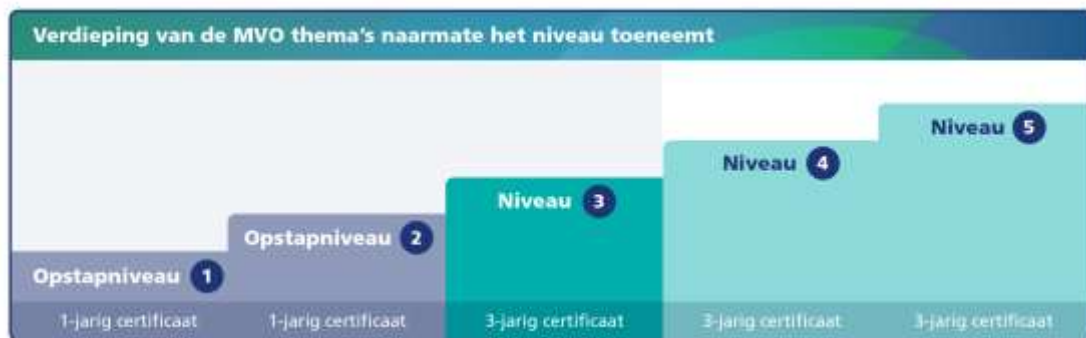 Verdieping van de MVO thema's naarmate het niveau toeneemt
Niveau 5
Niveau 4
Niveau 3
Opstapniveau 2
Opstapniveau 1
1-jarig certificaat 1-jarig certificaat 3-jarig certificaat 3-jarig certificaat 3-jarig certificaat